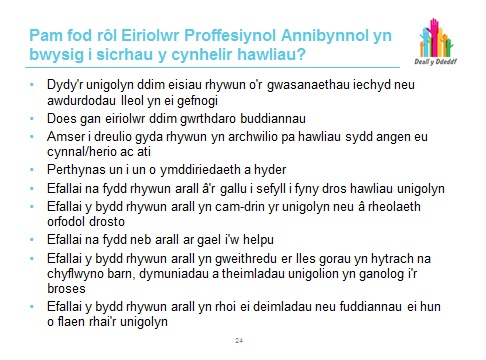 Pam fod rôl Eiriolwr Proffesiynol Annibynnol yn
bwysig i sicrhau y cynhelir hawliau?
Deall y Ddeddf
• Dydy'r unigolyn ddim eisiau rhywun o'r gwasanaethau iechyd neu
awdurdodau lleol yn ei gefnogi
• Does gan eiriolwr ddim gwrthdaro buddiannau
• Amser i dreulio gyda rhywun yn archwilio pa hawliau sydd angen eu
cynnal/herio ac ati
• Perthynas un i un o ymddiriedaeth a hyder
• Efallai na fydd rhywun arall â'r gallu i sefyll i fyny dros hawliau unigolyn
• Efallai y bydd rhywun arall yn cam-drin yr unigolyn neu â rheolaeth
orfodol drosto
• Efallai na fydd neb arall ar gael i'w helpu
• Efallai y bydd rhywun arall yn gweithredu er lles gorau yn hytrach na
chyflwyno barn, dymuniadau a theimladau unigolion yn ganolog i'r
broses
• Efallai y bydd rhywun arall yn rhoi ei deimladau neu fuddiannau ei hun
o flaen rhai'r unigolyn
24